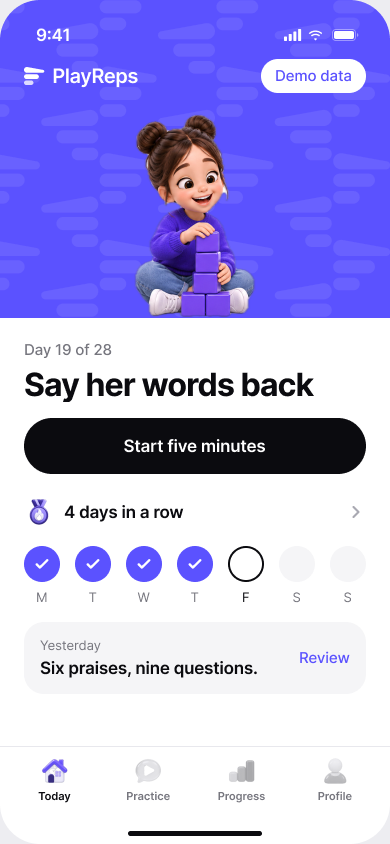 9:41
PlayReps
Demo data
Day 19 of 28
Say her words back
Start five minutes
4 days in a row
M T W T F S S
Yesterday
Six praises, nine questions.
Review
Today Practice Progress Profile